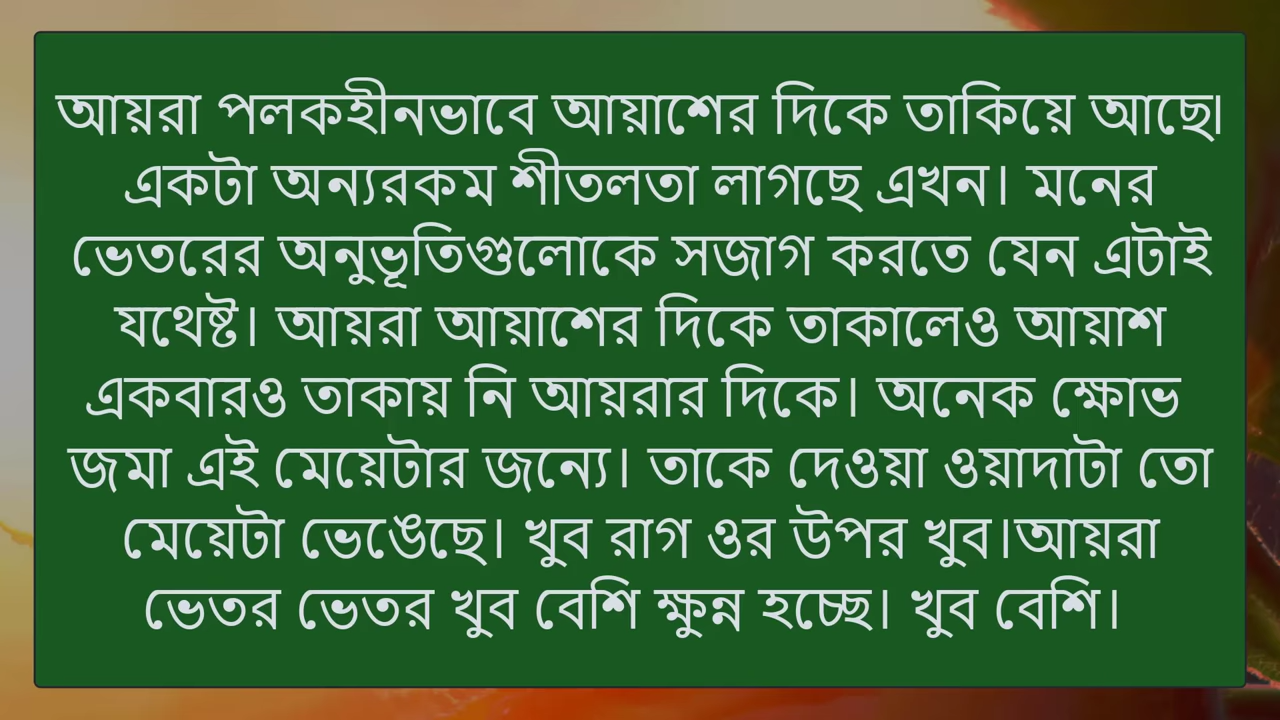 আয়রা পলকহীনভাবে আয়াশের দিকে তাকিয়ে আছে।
একটা অন্যরকম শীতলতা লাগছে এখন। মনের
ভেতরের অনুভূতিগুলোকে সজাগ করতে যেন এটাই
যথেষ্ট। আয়রা আয়াশের দিকে তাকালেও আয়াশ
একবারও তাকায় নি আয়রার দিকে। অনেক ক্ষোভ
জমা এই মেয়েটার জন্যে। তাকে দেওয়া ওয়াদাটা তো
মেয়েটা ভেঙেছে। খুব রাগ ওর উপর খুব।আয়রা
ভেতর ভেতর খুব বেশি ক্ষুন্ন হচ্ছে। খুব বেশি।